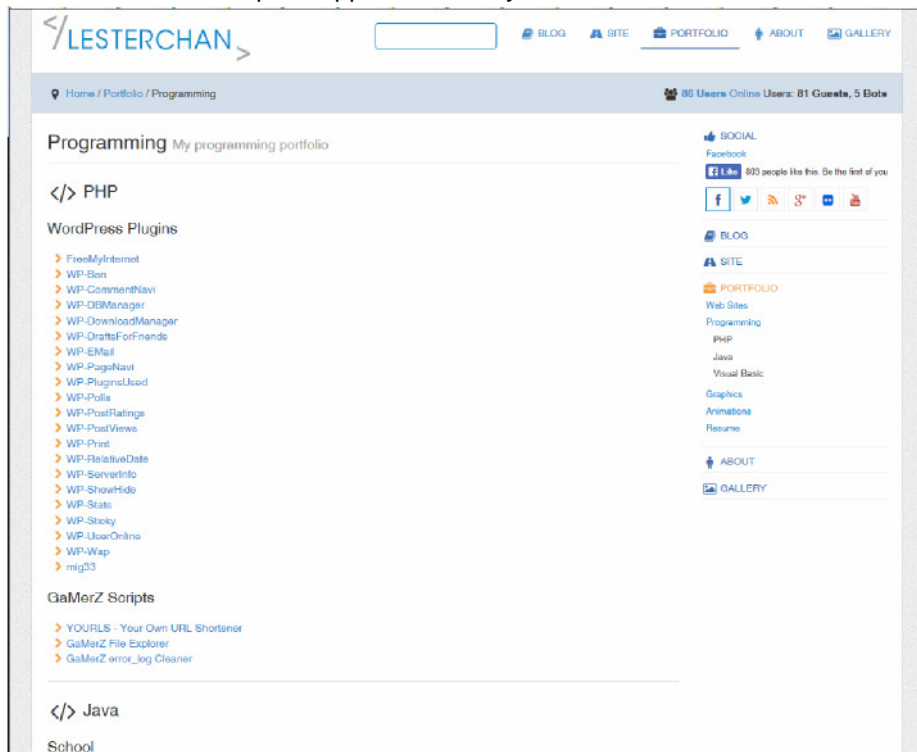 </LESTERCHAN_>
BLOG SITE PORTFOLIO ABOUT GALLERY
Home / Portfolio / Programming
86 Users Online Users: 81 Guests, 5 Bots
Programming My programming portfolio
</> PHP
WordPress Plugins
FreeMyInternet
WP-Ban
WP-CommentNavi
WP-DBManager
WP-DownloadManager
WP-DraftsForFriends
WP-EMail
WP-PageNavi
WP-PluginsUsed
WP-Polls
WP-PostRatings
WP-PostViews
WP-Print
WP-RelativeDate
WP-ServerInfo
WP-ShowHide
WP-Stats
WP-Sticky
WP-UserOnline
WP-Wap
mig33
GaMerZ Scripts
YOURLS - Your Own URL Shortener
GaMerZ File Explorer
GaMerZ error_log Cleaner
</> Java
School
SOCIAL
Facebook
Like 803 people like this. Be the first of you
BLOG
SITE
PORTFOLIO
Web Sites
Programming
PHP
Java
Visual Basic
Graphics
Animations
Resume
ABOUT
GALLERY